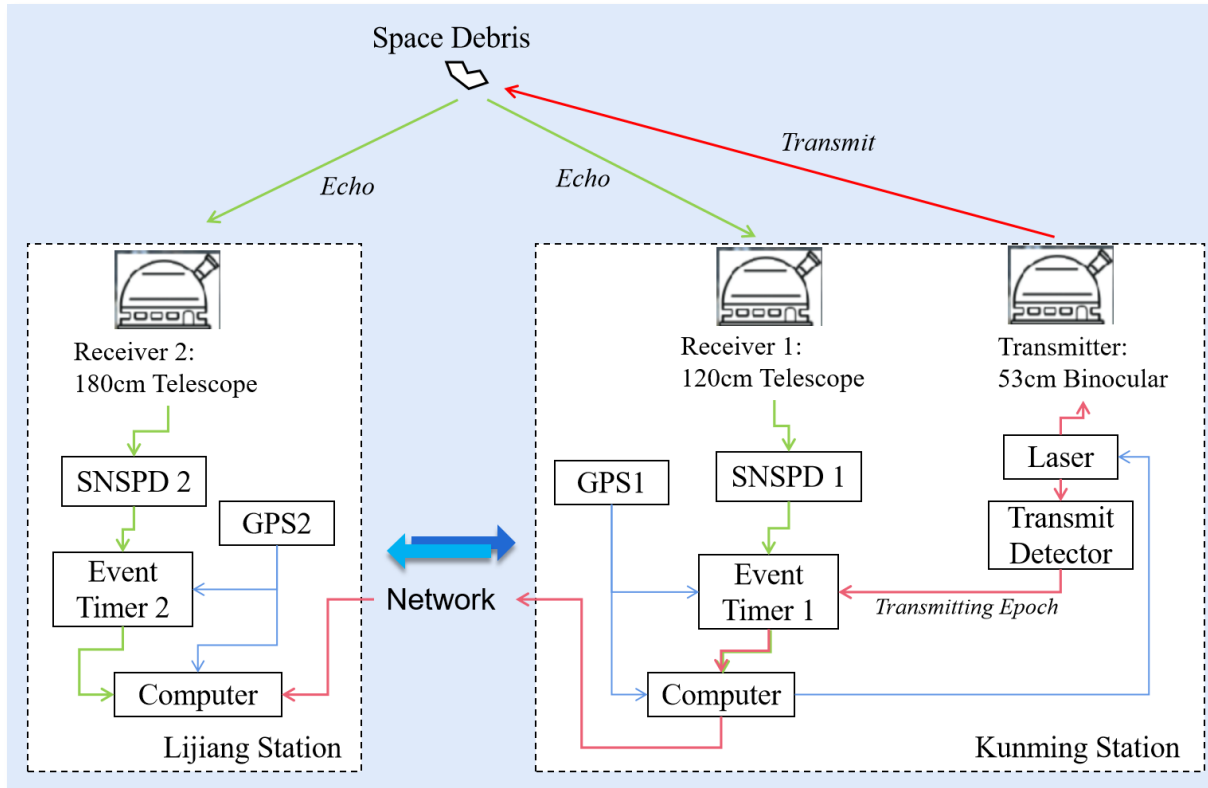 Space Debris
Transmit
Echo
Echo
Receiver 2:
180cm Telescope
Receiver 1:
120cm Telescope
Transmitter:
53cm Binocular
SNSPD 2
GPS2
Event
Timer 2
Computer
Lijiang Station
Network
GPS1
SNSPD 1
Laser
Transmit
Detector
Event
Timer 1
Transmitting Epoch
Computer
Kunming Station